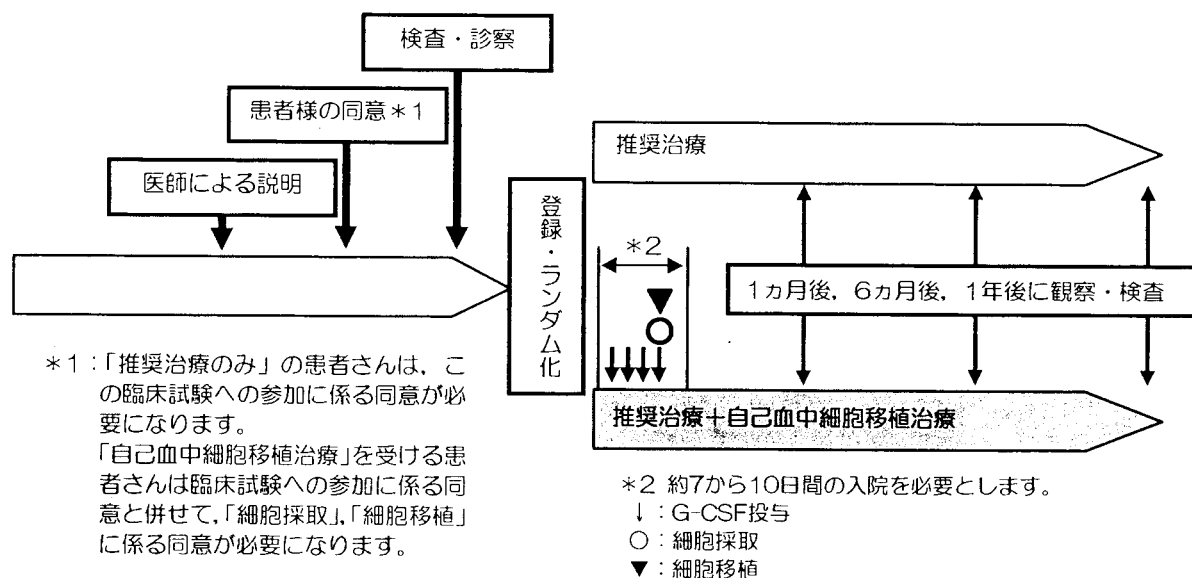 検査・診察
患者様の同意＊1
医師による説明
登録・ランダム化
推奨治療
＊2
1ヵ月後，6ヵ月後，1年後に観察・検査
推奨治療＋自己血中細胞移植治療
＊1：「推奨治療のみ」の患者さんは，こ
の臨床試験への参加に係る同意が必
要になります。
「自己血中細胞移植治療」を受ける患
者さんは臨床試験への参加に係る同
意と併せて，「細胞採取」，「細胞移植」
に係る同意が必要になります。
＊2 約7から10日間の入院を必要とします。
↓：G-CSF投与
○：細胞採取
▼：細胞移植